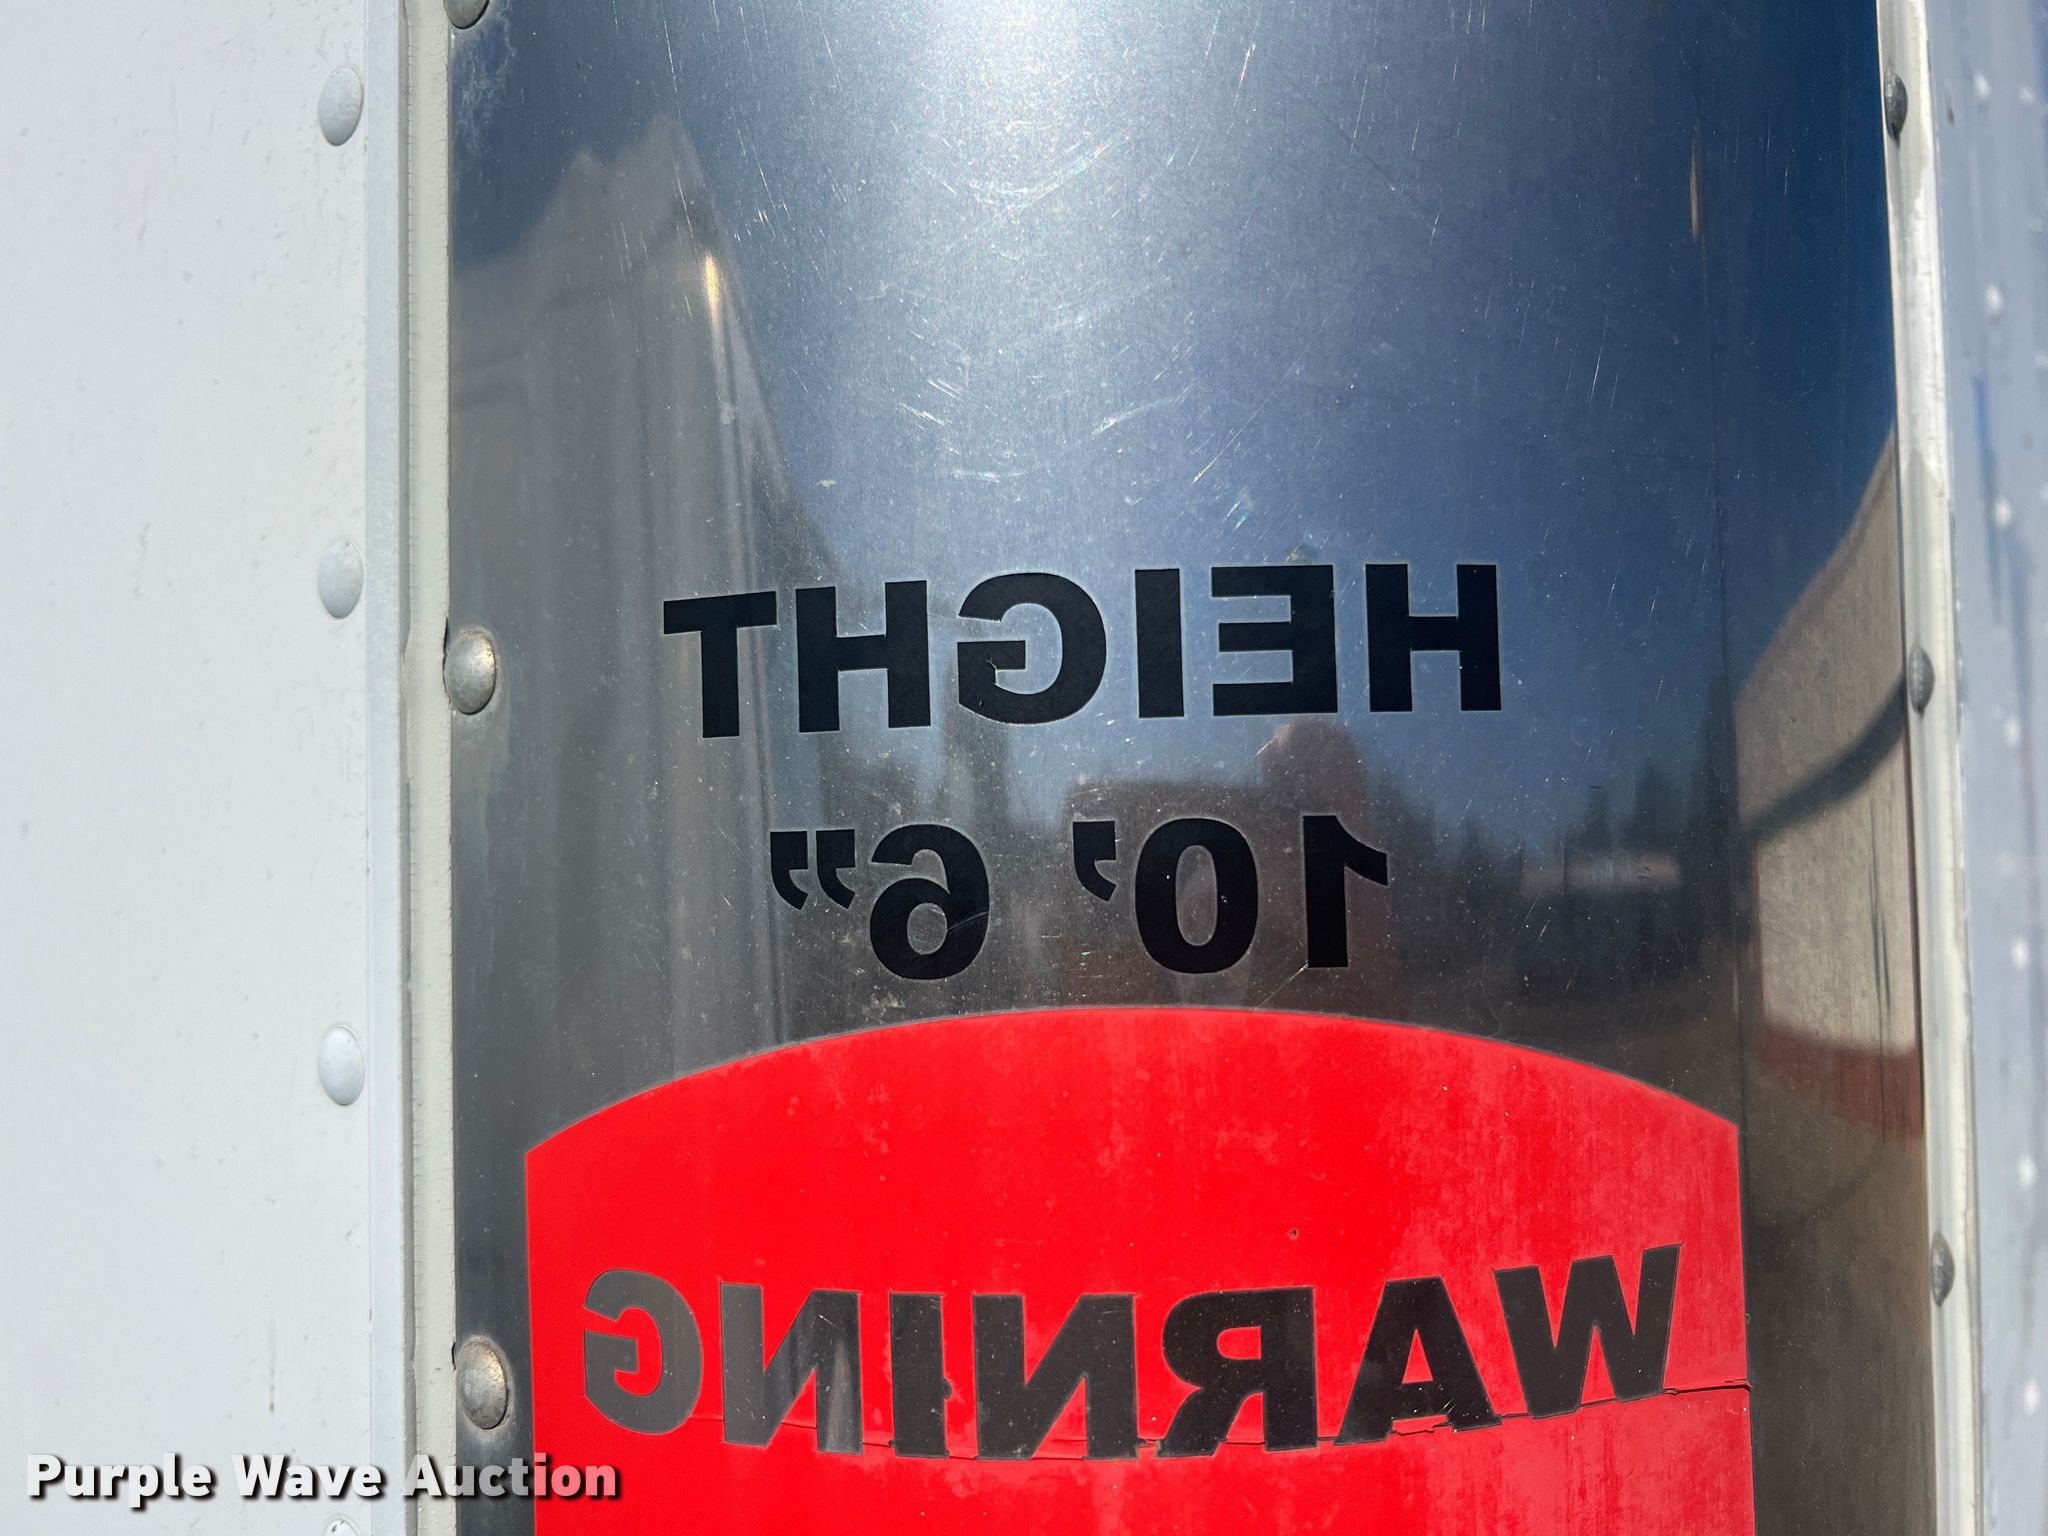 HEIGHT
10' 6"
WARNING
Purple Wave Auction